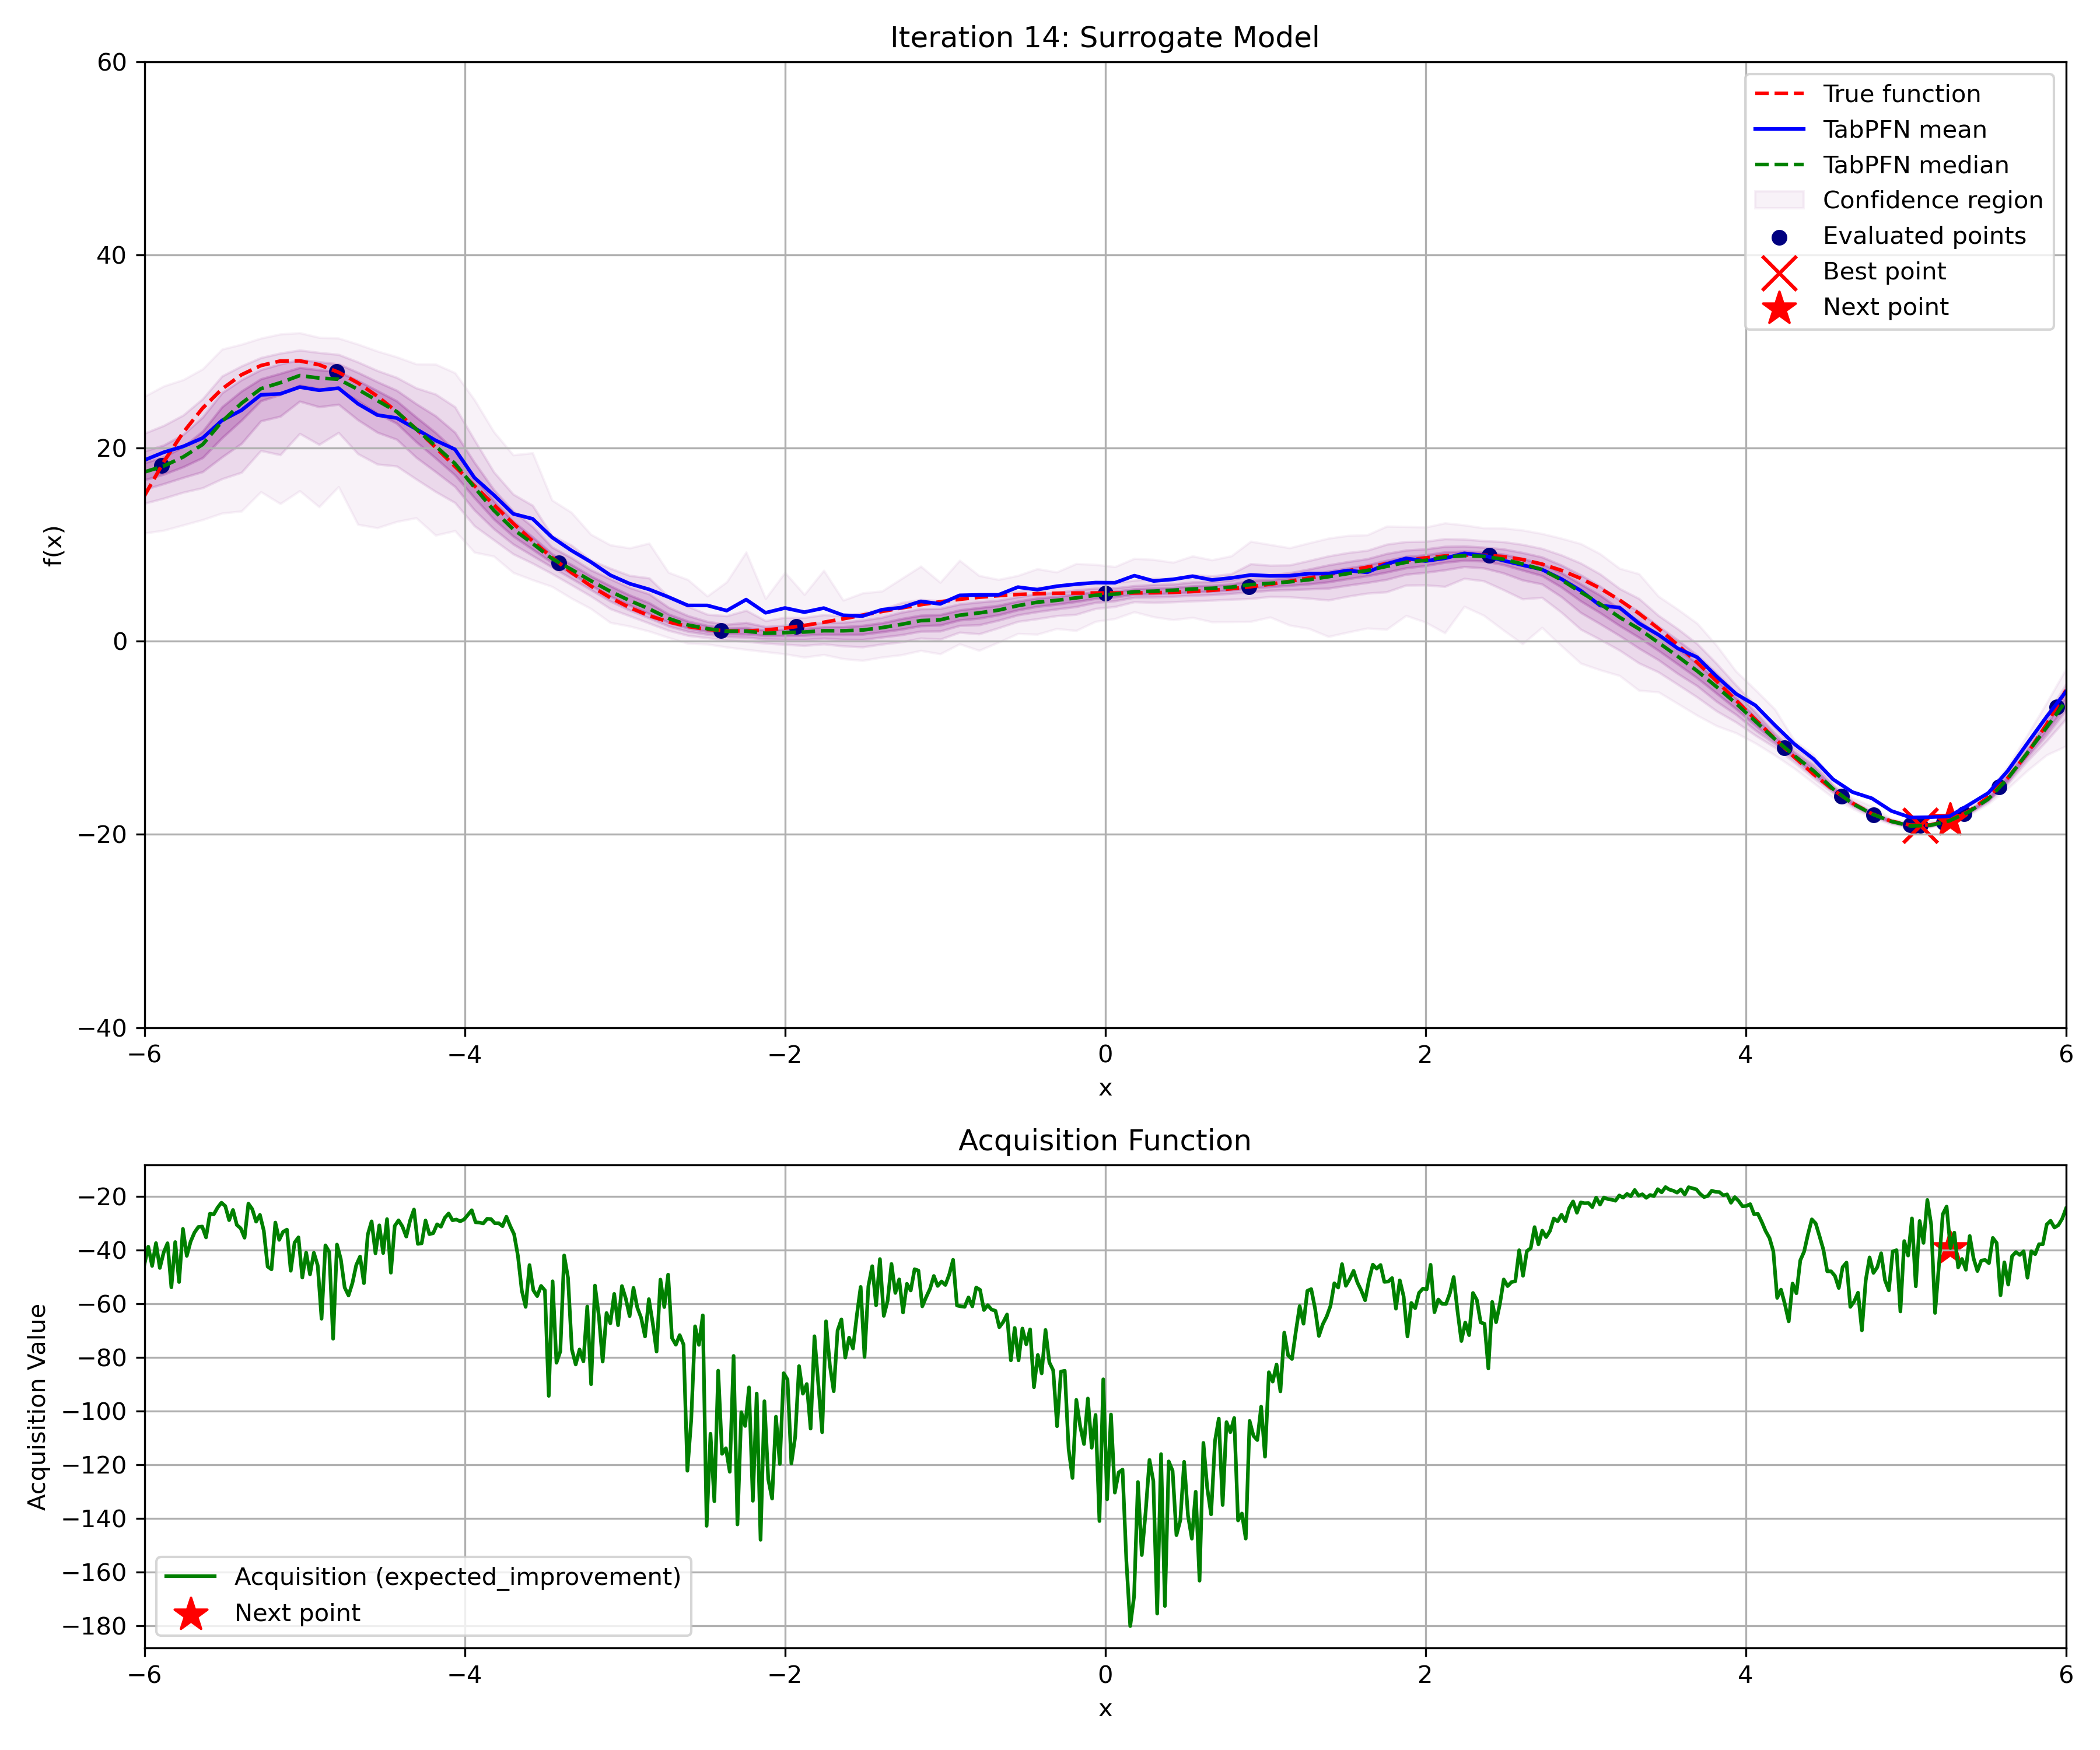 Iteration 14: Surrogate Model
60
40
20
0
−20
−40
f(x)
True function
TabPFN mean
TabPFN median
Confidence region
Evaluated points
Best point
Next point
−6
−4
−2
0
2
4
6
x
Acquisition Function
−20
−40
−60
−80
−100
−120
−140
−160
−180
Acquisition Value
Acquisition (expected_improvement)
Next point
−6
−4
−2
0
2
4
6
x